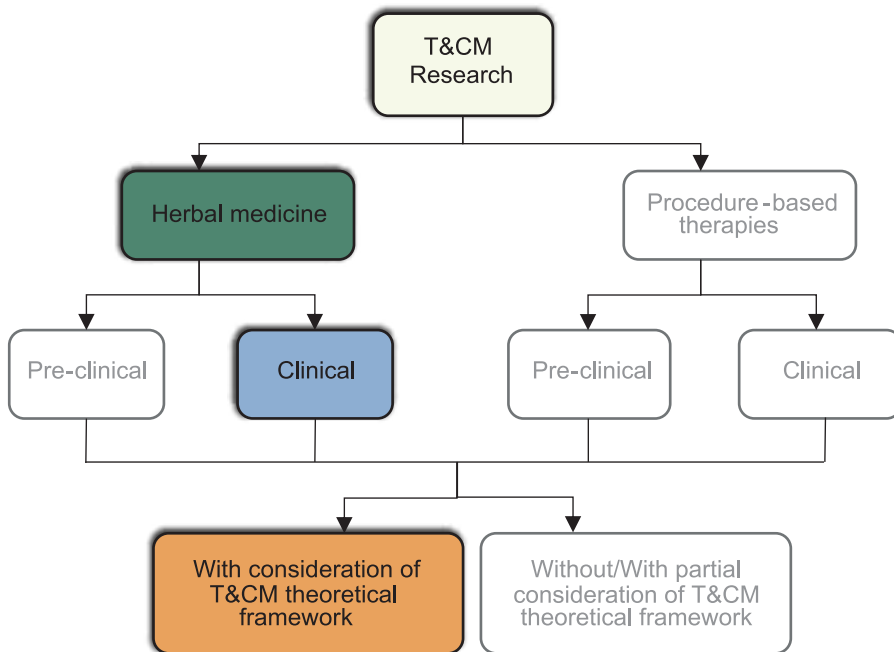 T&CM
Research
Herbal medicine
Procedure-based
therapies
Pre-clinical
Clinical
Pre-clinical
Clinical
With consideration of
T&CM theoretical
framework
Without/With partial
consideration of T&CM
theoretical framework